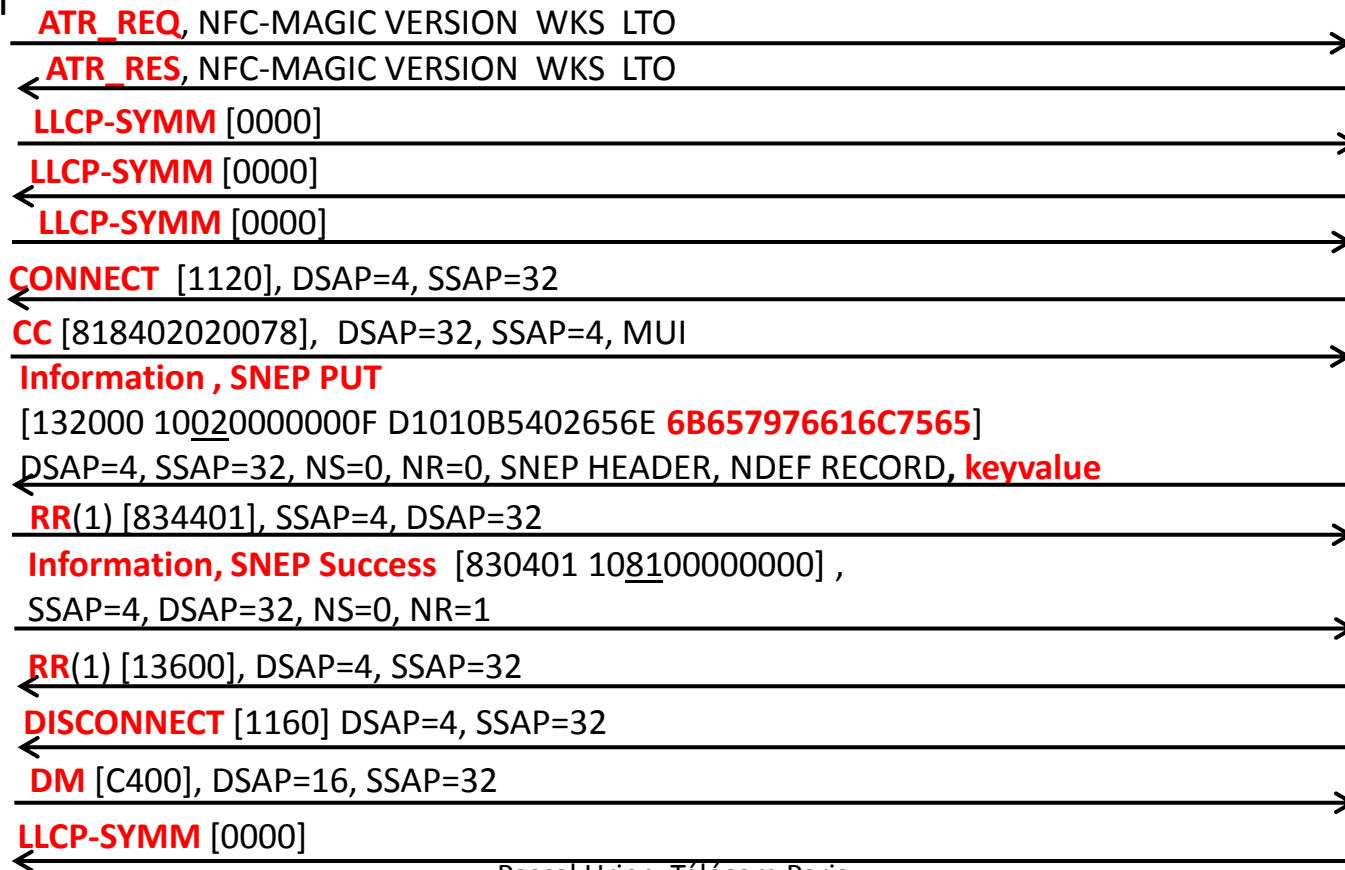 ATR_REQ, NFC-MAGIC VERSION WKS LTO
ATR_RES, NFC-MAGIC VERSION WKS LTO
LLCP-SYMM [0000]
LLCP-SYMM [0000]
LLCP-SYMM [0000]
CONNECT [1120], DSAP=4, SSAP=32
CC [818402020078], DSAP=32, SSAP=4, MUI
Information , SNEP PUT
[132000 10020000000F D1010B5402656E 6B657976616C7565]
DSAP=4, SSAP=32, NS=0, NR=0, SNEP HEADER, NDEF RECORD, keyvalue
RR(1) [834401], SSAP=4, DSAP=32
Information, SNEP Success [830401 108100000000] ,
SSAP=4, DSAP=32, NS=0, NR=1
RR(1) [13600], DSAP=4, SSAP=32
DISCONNECT [1160] DSAP=4, SSAP=32
DM [C400], DSAP=16, SSAP=32
LLCP-SYMM [0000]